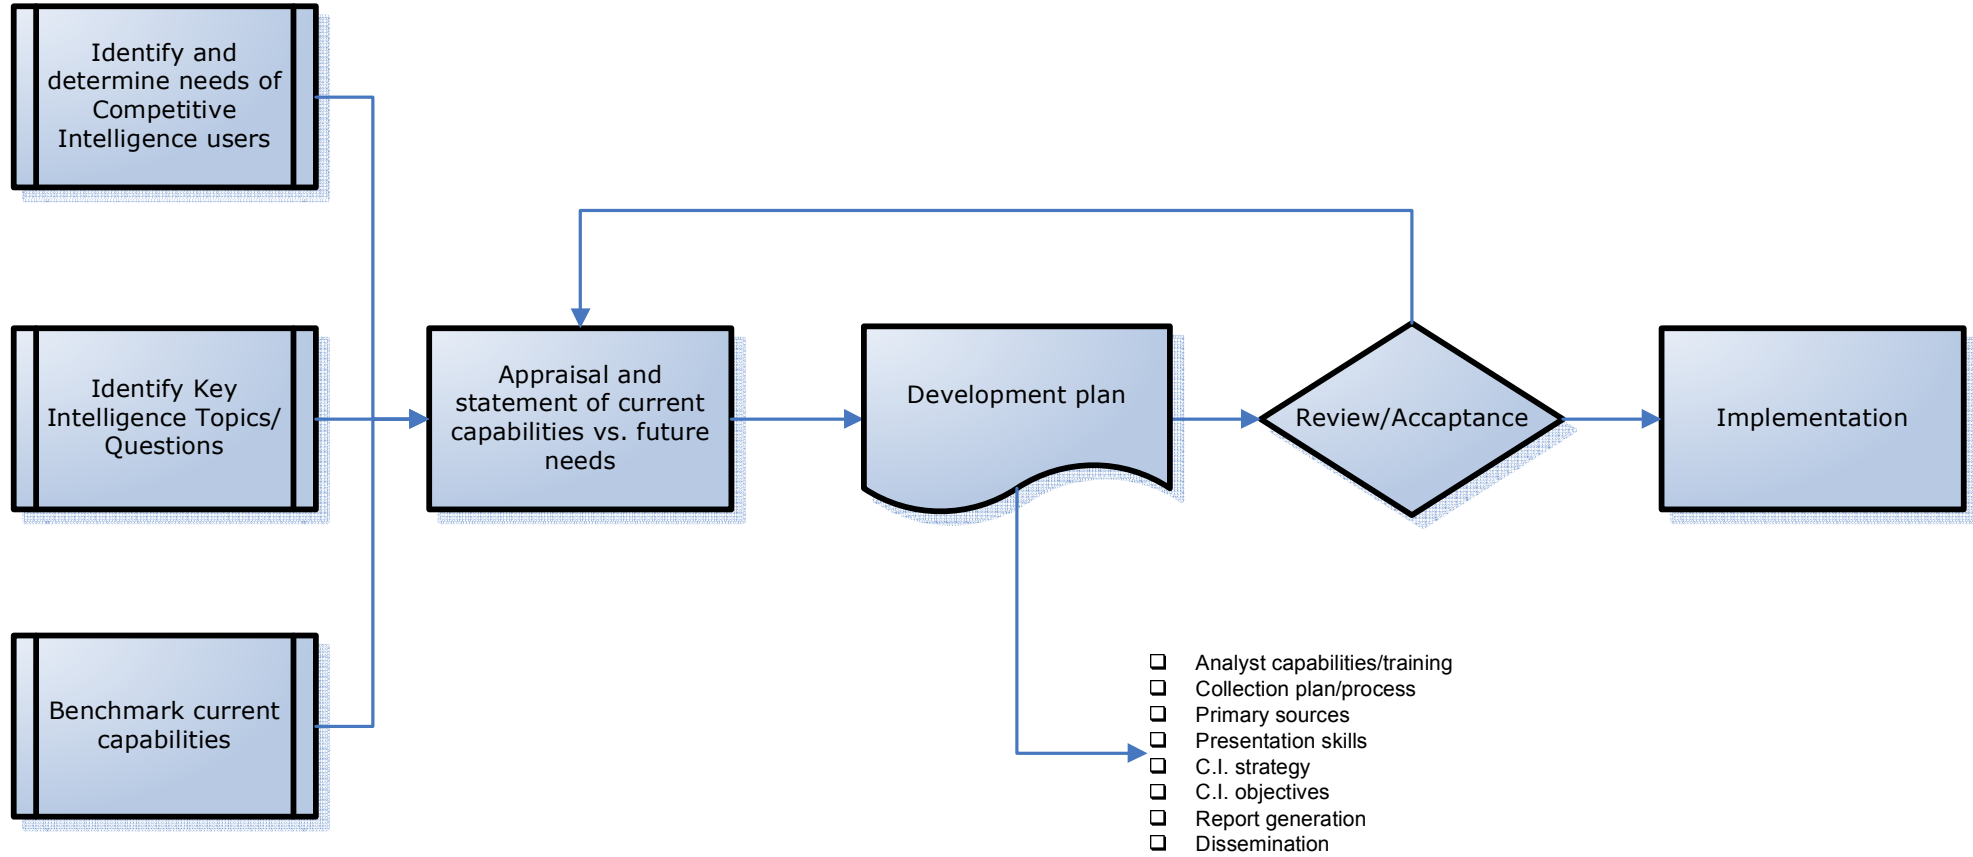 Identify and
determine needs of
Competitive
Intelligence users
Identify Key
Intelligence Topics/
Questions
Benchmark current
capabilities
Appraisal and
statement of current
capabilities vs. future
needs
Development plan
Review/Accaptance
Implementation
Analyst capabilities/training
Collection plan/process
Primary sources
Presentation skills
C.I. strategy
C.I. objectives
Report generation
Dissemination